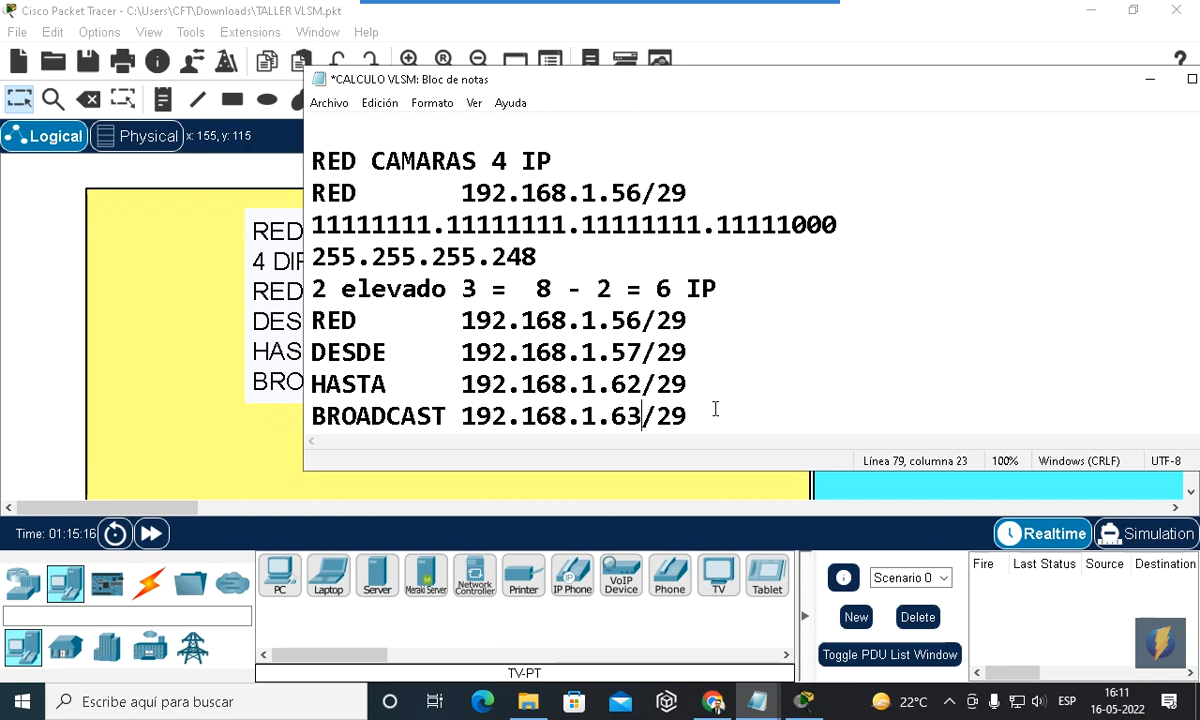 Cisco Packet Tracer - C:\Users\CFT\Downloads\TALLER VLSM.pkt
File Edit Options View Tools Extensions Window Help
*CALCULO VLSM: Bloc de notas
Archivo Edición Formato Ver Ayuda
Logical Physical x: 155, y: 115
RED CAMARAS 4 IP
RED 192.168.1.56/29
11111111.11111111.11111111.11111000
255.255.255.248
2 elevado 3 = 8 - 2 = 6 IP
RED 192.168.1.56/29
DESDE 192.168.1.57/29
HASTA 192.168.1.62/29
BROADCAST 192.168.1.63/29
RED
4 DIR
RED
DES
HAS
BRO
Línea 79, columna 23 100% Windows (CRLF) UTF-8
Time: 01:15:16 Realtime Simulation
PC Laptop Server Meraki Server Network Controller Printer IP Phone VoIP Device Phone TV Tablet
TV-PT
Scenario 0
New Delete
Toggle PDU List Window
Fire Last Status Source Destination
Escribe aquí para buscar
22°C ESP
16:11
16-05-2022